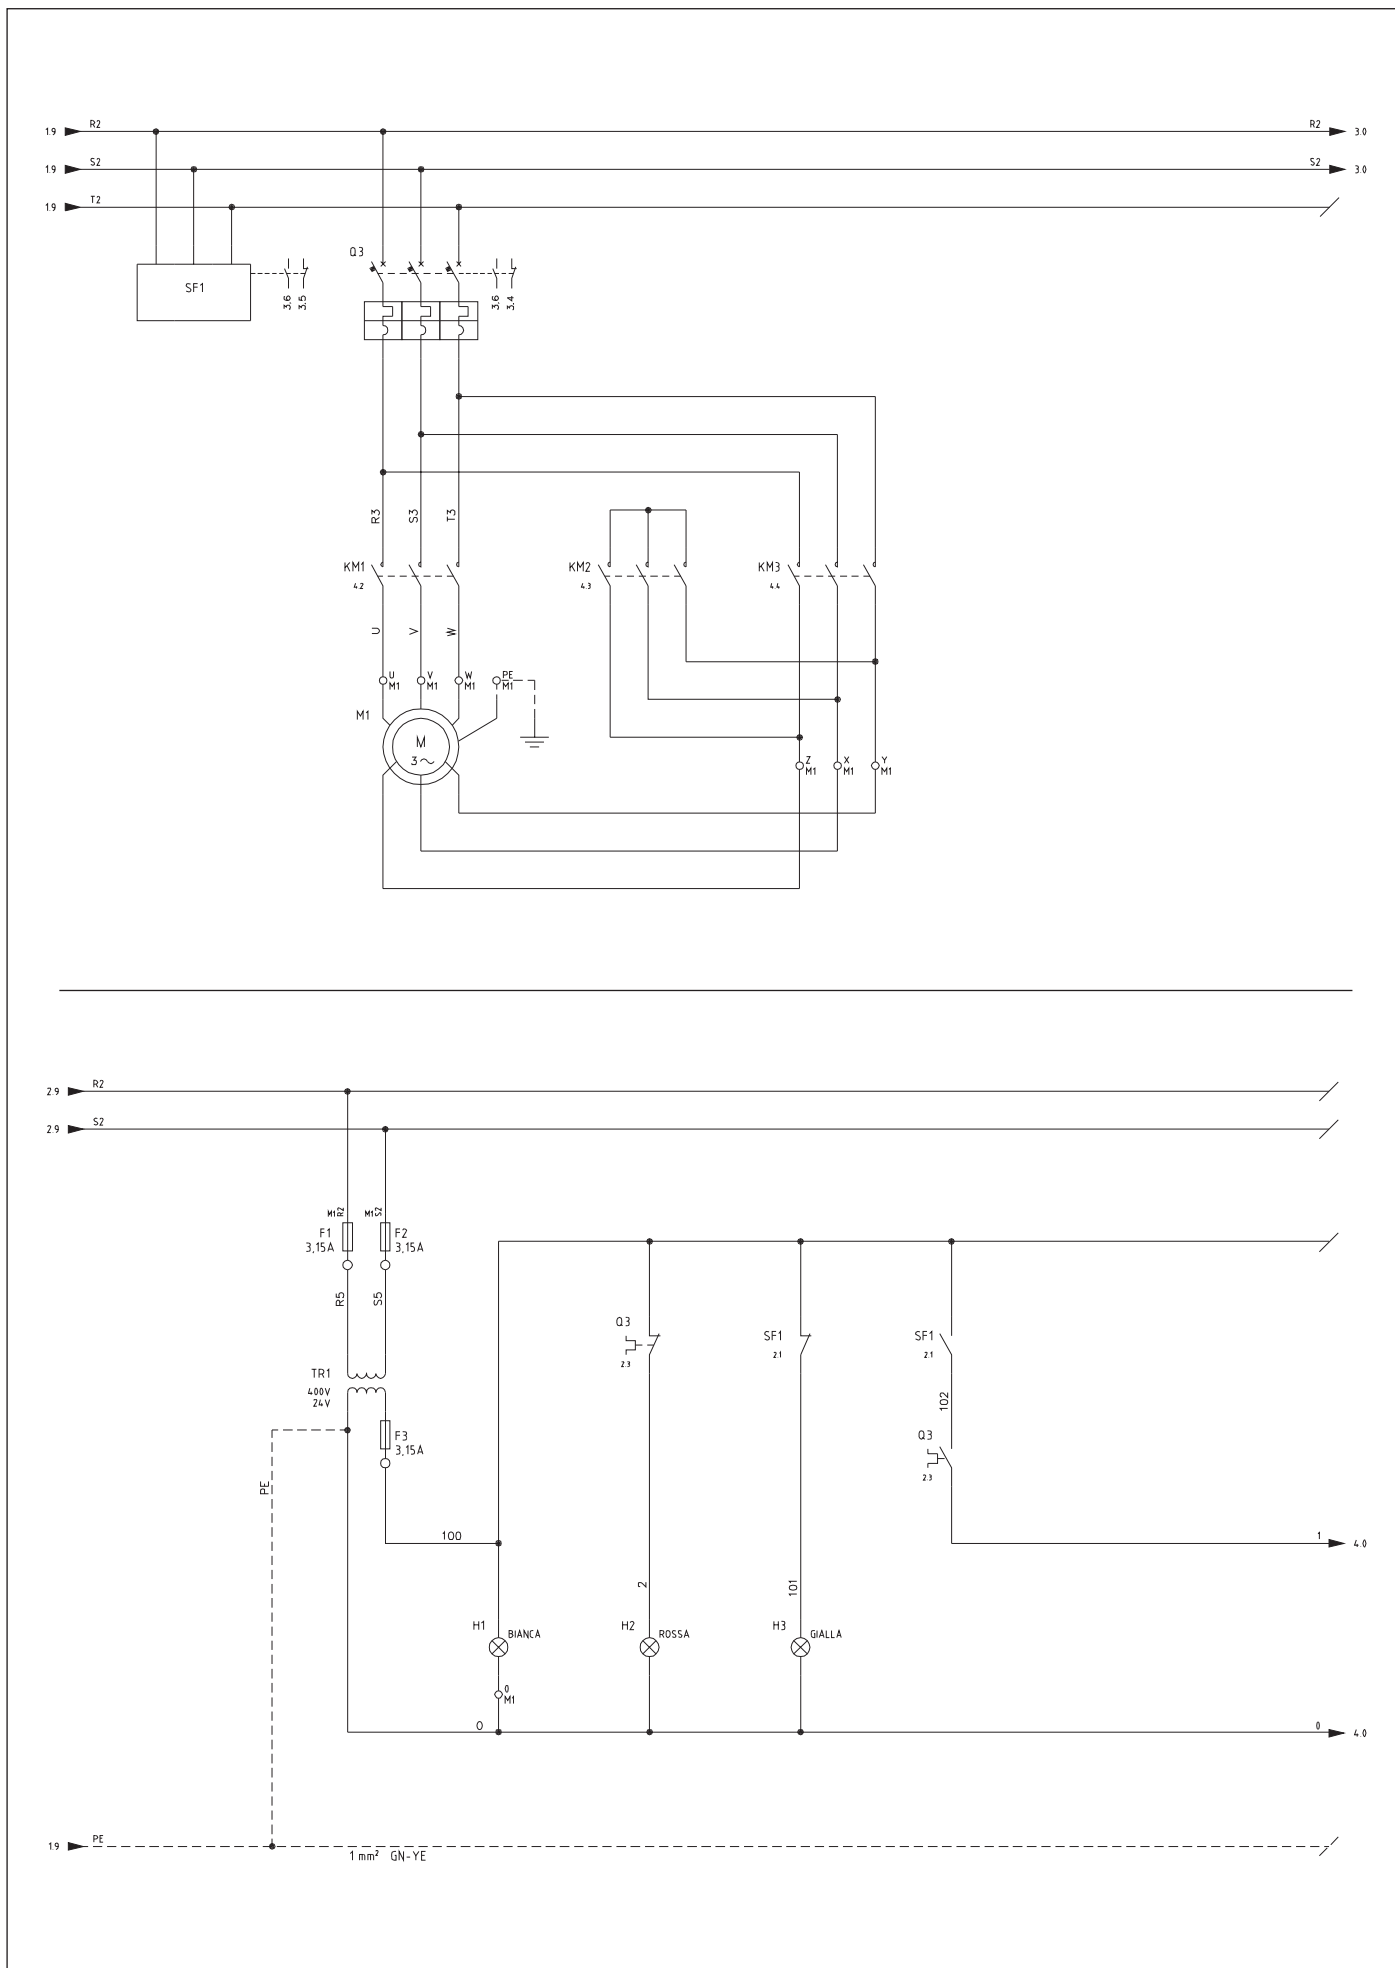 1.9 R2 R2 3.0
1.9 S2 S2 3.0
1.9 T2
Q3
SF1
3.6
3.5
3.6
3.4
R3
S3
T3
KM1
4.2
KM2
4.3
KM3
4.4
U
V
W
U
M1
V
M1
W
M1
PE
M1
M1
M
3~
Z
M1
X
M1
Y
M1
2.9 R2
2.9 S2
M1
R2
M1
S2
F1
3,15A
F2
3,15A
R5
S5
Q3
2.3
SF1
2.1
SF1
2.1
TR1
400V
24V
102
F3
3,15A
Q3
2.3
PE
100
1 4.0
2
101
H1
BIANCA
H2
ROSSA
H3
GIALLA
0
M1
0
0 4.0
1.9 PE
1 mm² GN-YE